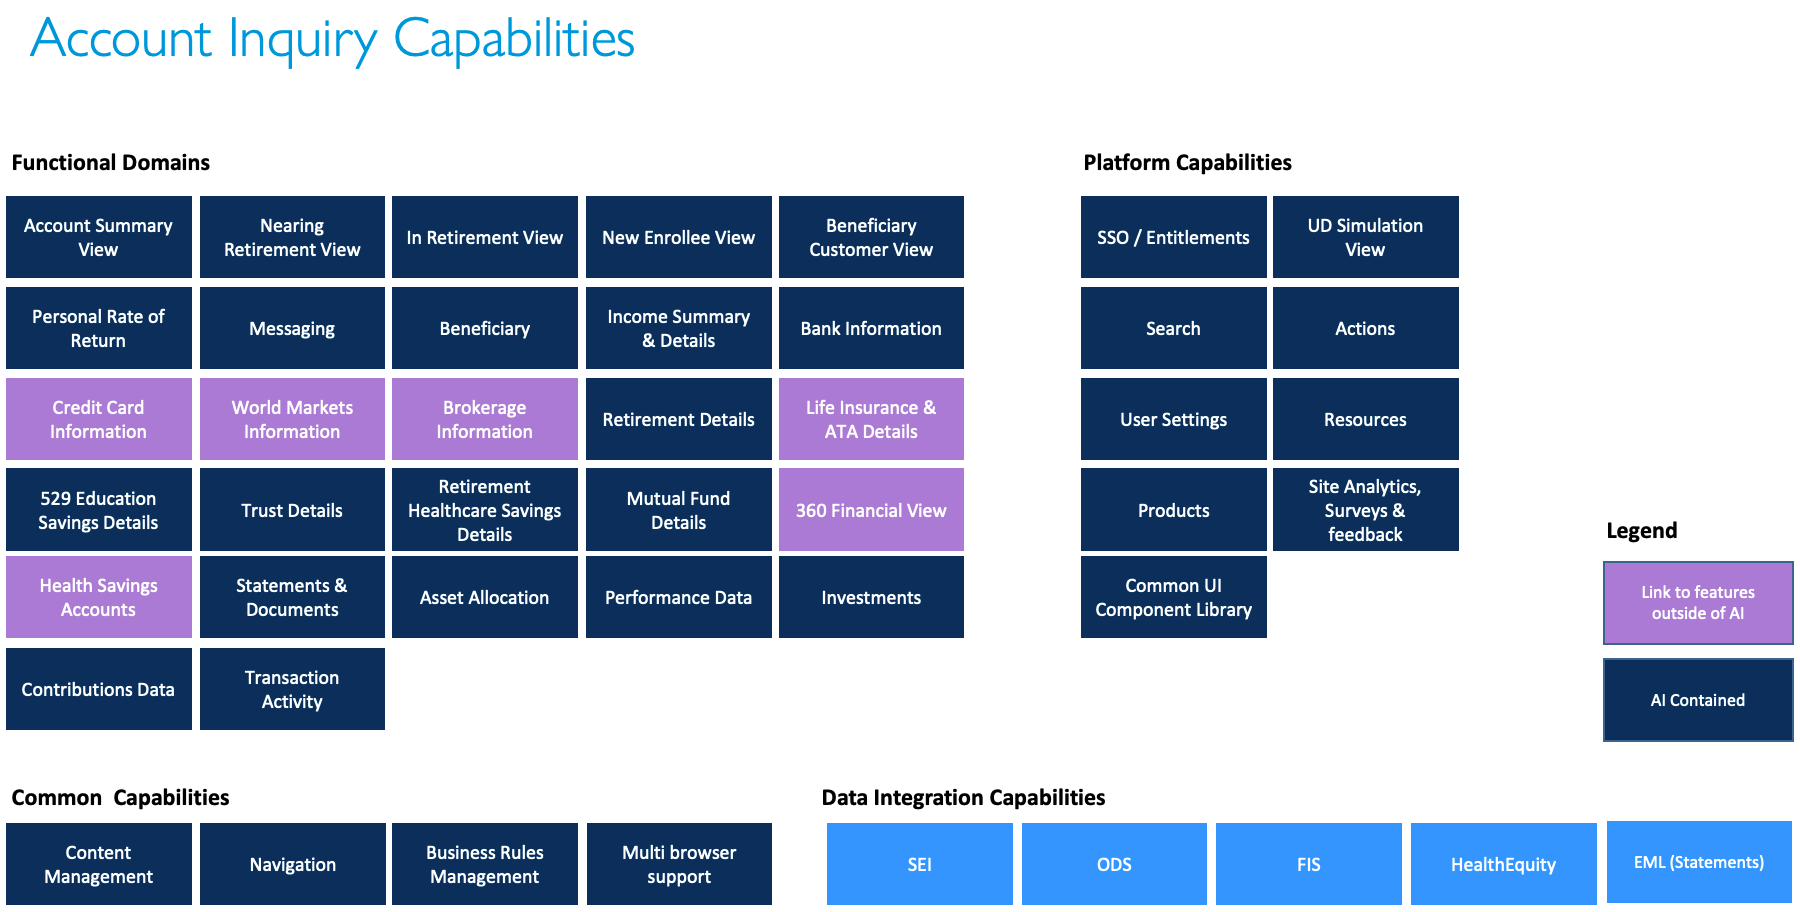 Account Inquiry Capabilities
Functional Domains
Account Summary
View
Nearing
Retirement View
In Retirement View
New Enrollee View
Beneficiary
Customer View
Personal Rate of
Return
Messaging
Beneficiary
Income Summary
& Details
Bank Information
Credit Card
Information
World Markets
Information
Brokerage
Information
Retirement Details
Life Insurance &
ATA Details
529 Education
Savings Details
Trust Details
Retirement
Healthcare Savings
Details
Mutual Fund
Details
360 Financial View
Health Savings
Accounts
Statements &
Documents
Asset Allocation
Performance Data
Investments
Contributions Data
Transaction
Activity
Platform Capabilities
SSO / Entitlements
UD Simulation
View
Search
Actions
User Settings
Resources
Products
Site Analytics,
Surveys &
feedback
Common UI
Component Library
Legend
Link to features
outside of AI
AI Contained
Common  Capabilities
Content
Management
Navigation
Business Rules
Management
Multi browser
support
Data Integration Capabilities
SEI
ODS
FIS
HealthEquity
EML (Statements)